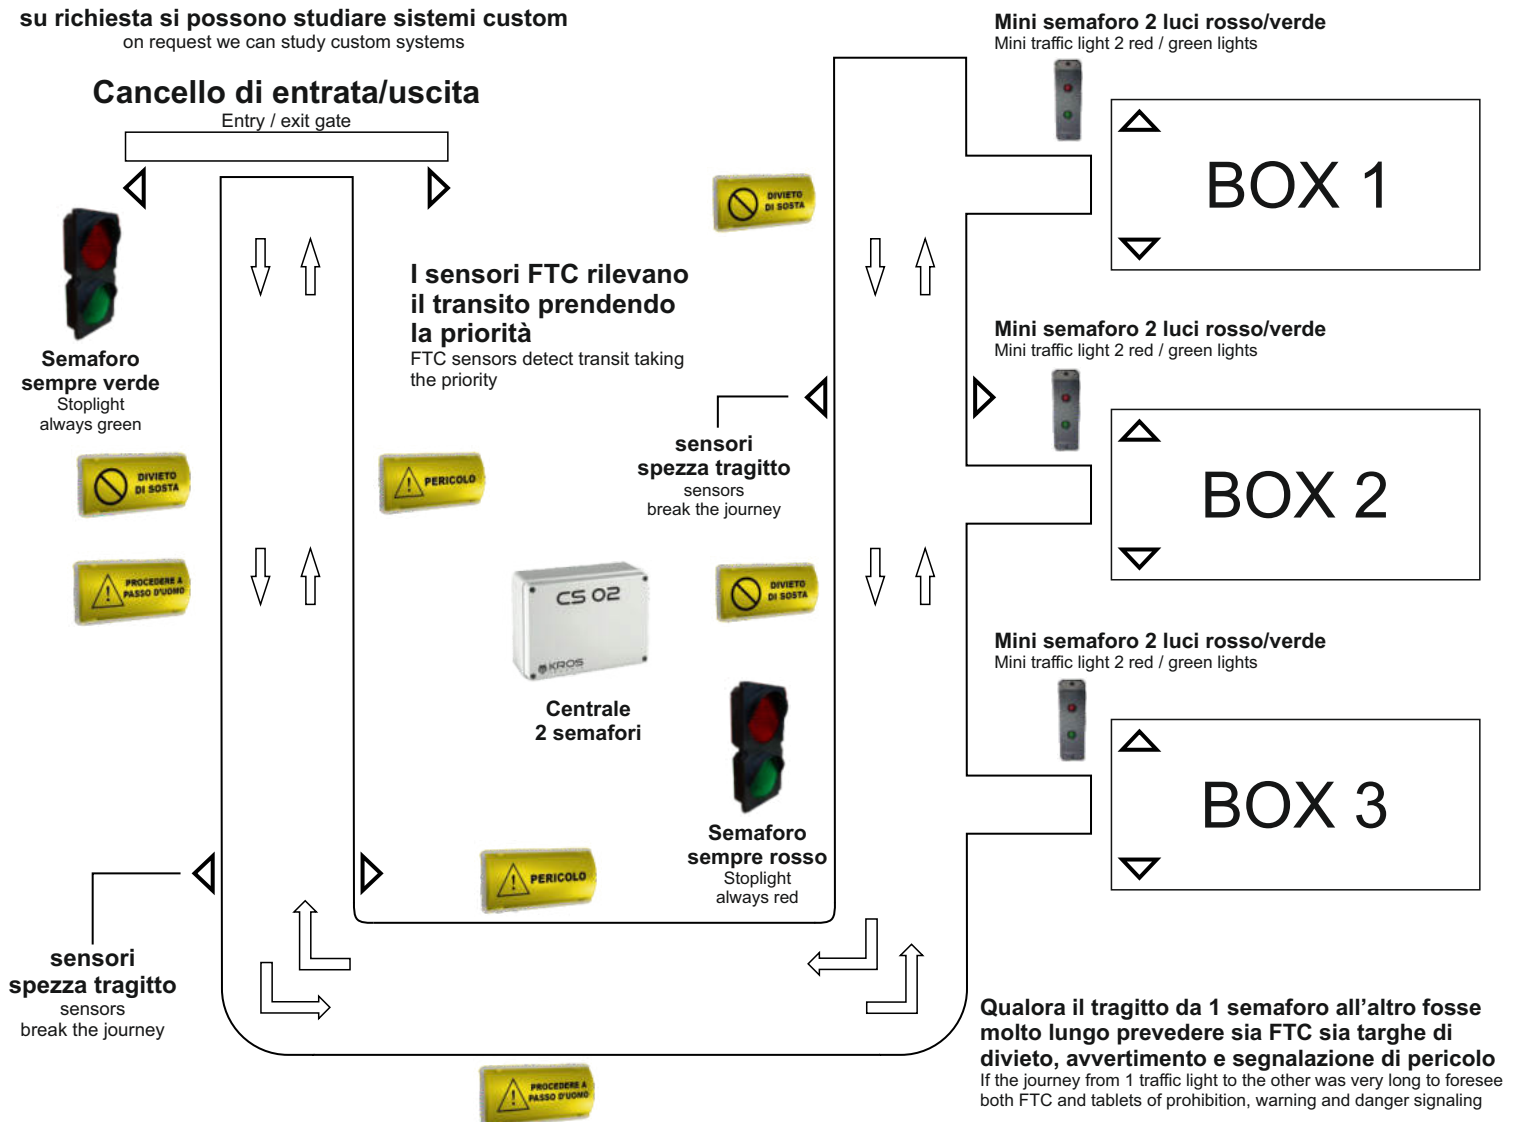 su richiesta si possono studiare sistemi custom
on request we can study custom systems
Cancello di entrata/uscita
Entry / exit gate
Semaforo
sempre verde
Stoplight
always green
I sensori FTC rilevano
il transito prendendo
la priorità
FTC sensors detect transit taking
the priority
DIVIETO
DI SOSTA
Mini semaforo 2 luci rosso/verde
Mini traffic light 2 red / green lights
BOX 1
Mini semaforo 2 luci rosso/verde
Mini traffic light 2 red / green lights
BOX 2
sensori
spezza tragitto
sensors
break the journey
DIVIETO
DI SOSTA
PERICOLO
PROCEDERE A
PASSO D'UOMO
CS 02
KROS
Centrale
2 semafori
DIVIETO
DI SOSTA
Semaforo
sempre rosso
Stoplight
always red
Mini semaforo 2 luci rosso/verde
Mini traffic light 2 red / green lights
BOX 3
PERICOLO
sensori
spezza tragitto
sensors
break the journey
PROCEDERE A
PASSO D'UOMO
Qualora il tragitto da 1 semaforo all'altro fosse
molto lungo prevedere sia FTC sia targhe di
divieto, avvertimento e segnalazione di pericolo
If the journey from 1 traffic light to the other was very long to foresee
both FTC and tablets of prohibition, warning and danger signaling